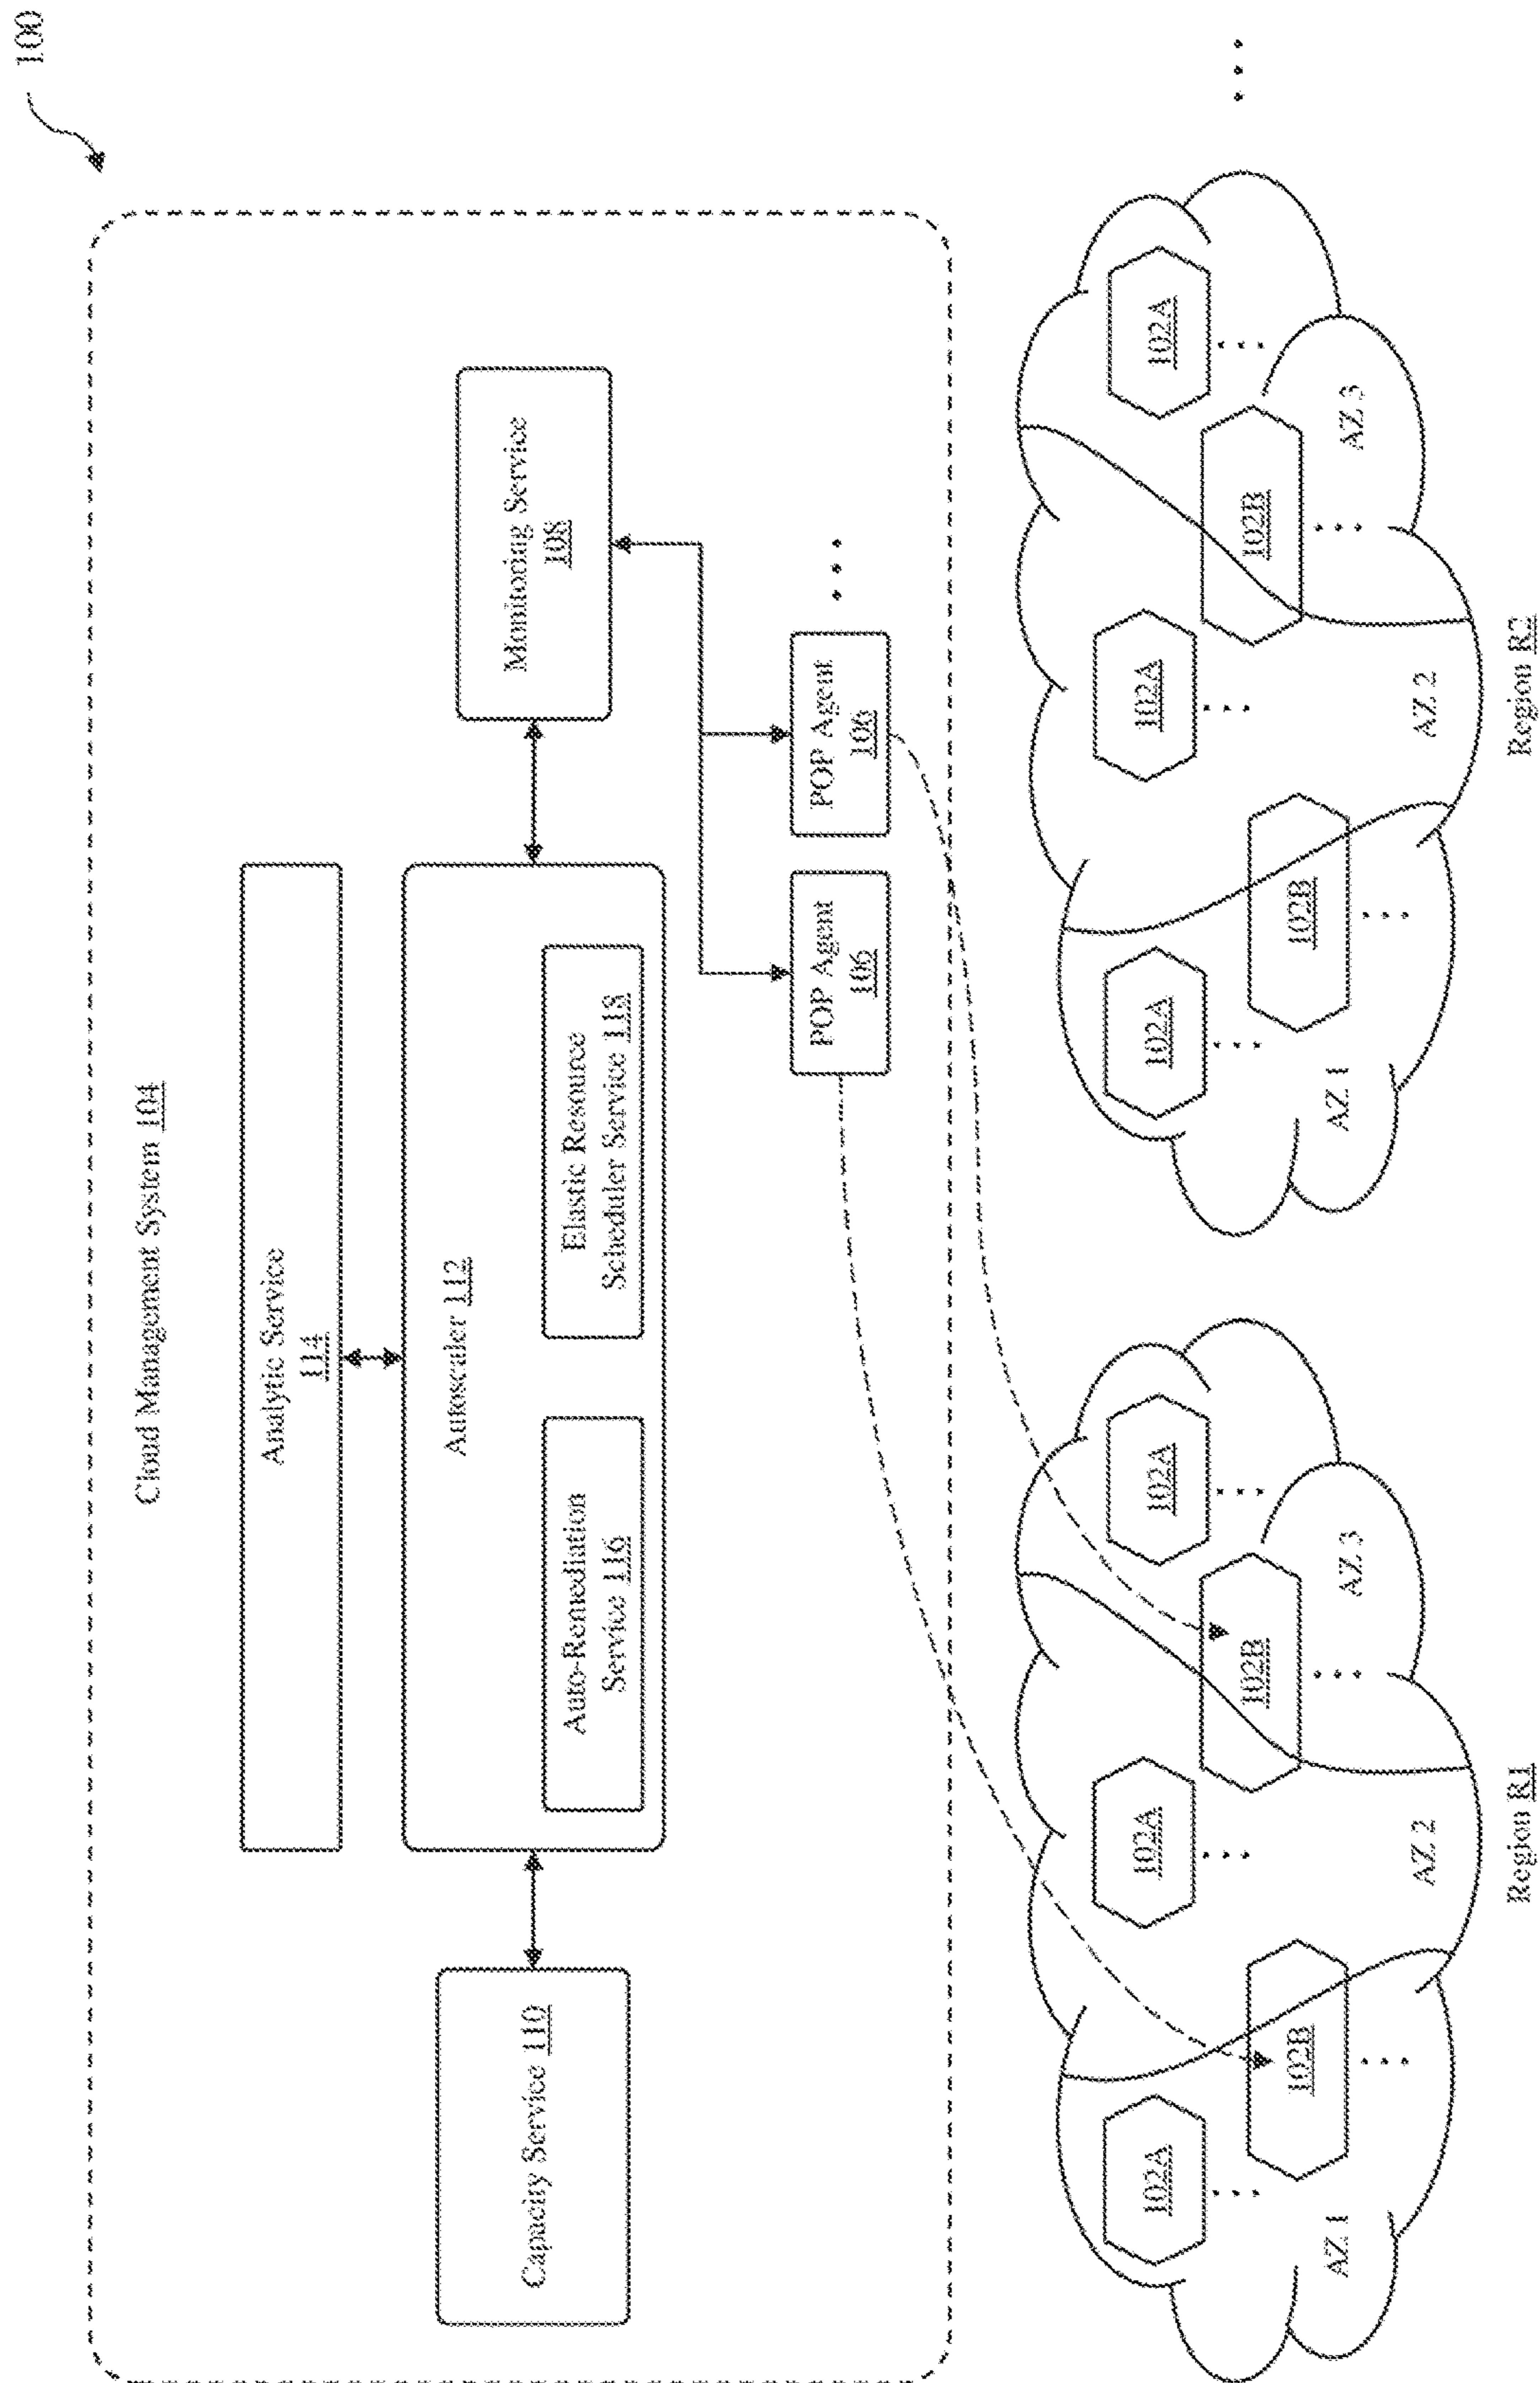 100
Cloud Management System 104
Analytic Service
114
Capacity Service 110
Autoscaler 112
Auto-Remediation
Service 116
Elastic Resource
Scheduler Service 118
Monitoring Service
108
POP Agent
106
POP Agent
106
102A
102B
AZ 1
102A
AZ 2
102B
102A
AZ 3
Region R1
102A
102B
AZ 1
102A
AZ 2
102B
102A
AZ 3
Region R2